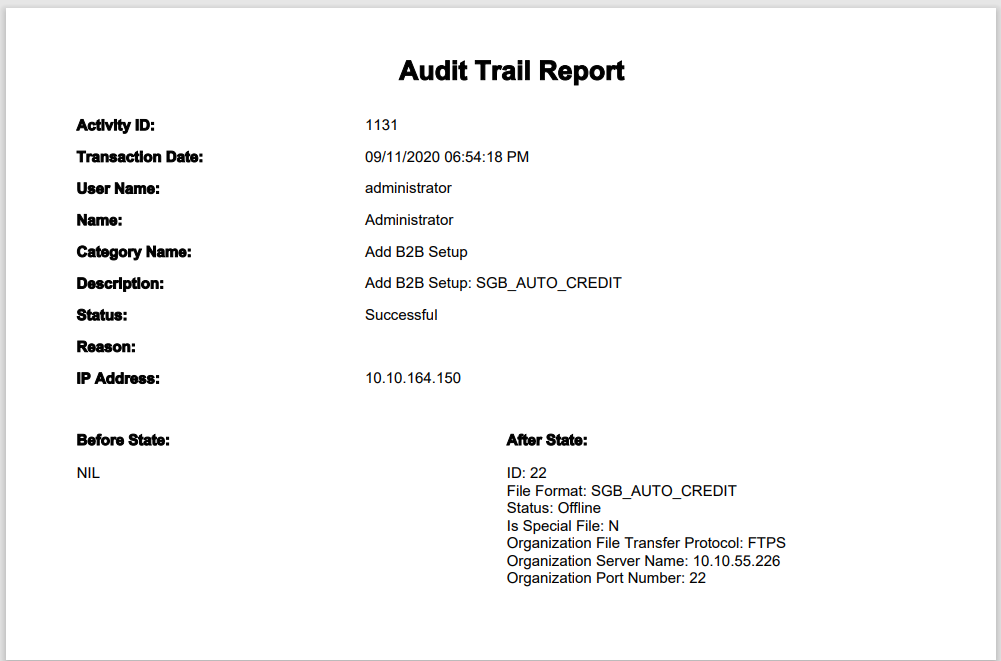 Audit Trail Report
Activity ID: 1131
Transaction Date: 09/11/2020 06:54:18 PM
User Name: administrator
Name: Administrator
Category Name: Add B2B Setup
Description: Add B2B Setup: SGB_AUTO_CREDIT
Status: Successful
Reason:
IP Address: 10.10.164.150
Before State:
NIL
After State:
ID: 22
File Format: SGB_AUTO_CREDIT
Status: Offline
Is Special File: N
Organization File Transfer Protocol: FTPS
Organization Server Name: 10.10.55.226
Organization Port Number: 22